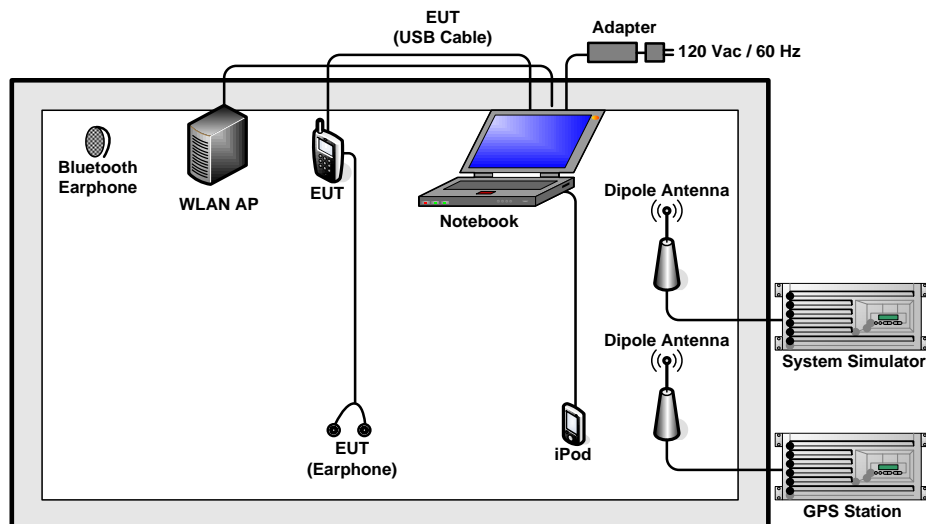 EUT
(USB Cable)
Adapter
120 Vac / 60 Hz
Bluetooth
Earphone
WLAN AP
EUT
Notebook
Dipole Antenna
System Simulator
Dipole Antenna
EUT
(Earphone)
iPod
GPS Station